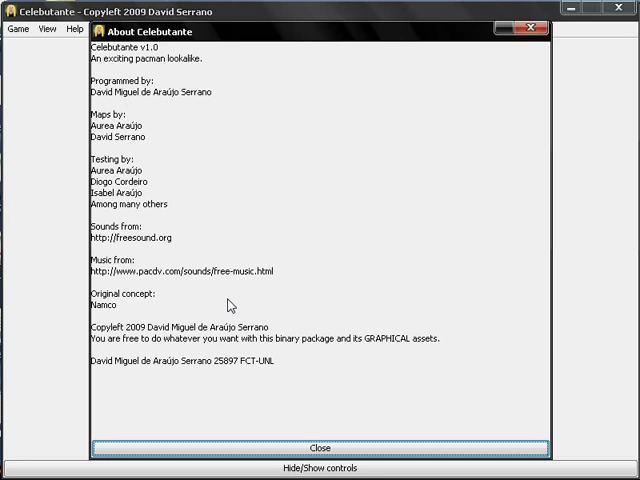 Celebutante - Copyleft 2009 David Serrano
Game View Help
About Celebutante
Celebutante v1.0
An exciting pacman lookalike.
Programmed by:
David Miguel de Araújo Serrano
Maps by:
Aurea Araújo
David Serrano
Testing by:
Aurea Araújo
Diogo Cordeiro
Isabel Araújo
Among many others
Sounds from:
http://freesound.org
Music from:
http://www.pacdv.com/sounds/free-music.html
Original concept:
Namco
Copyleft 2009 David Miguel de Araújo Serrano
You are free to do whatever you want with this binary package and its GRAPHICAL assets.
David Miguel de Araújo Serrano 25897 FCT-UNL
Close
Hide/Show controls